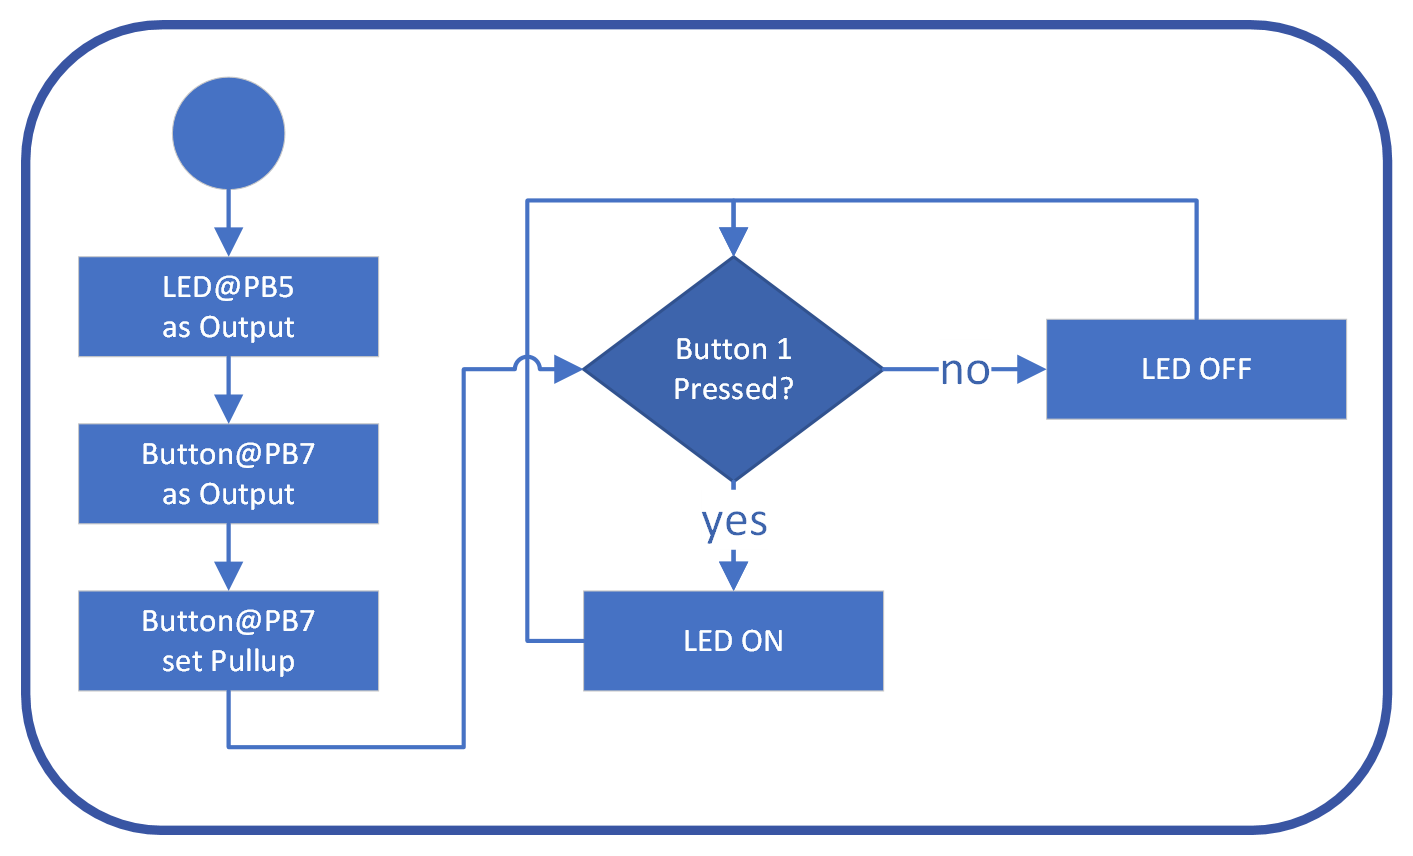 LED@PB5
as Output
Button@PB7
as Output
Button@PB7
set Pullup
Button 1
Pressed?
no
LED OFF
yes
LED ON